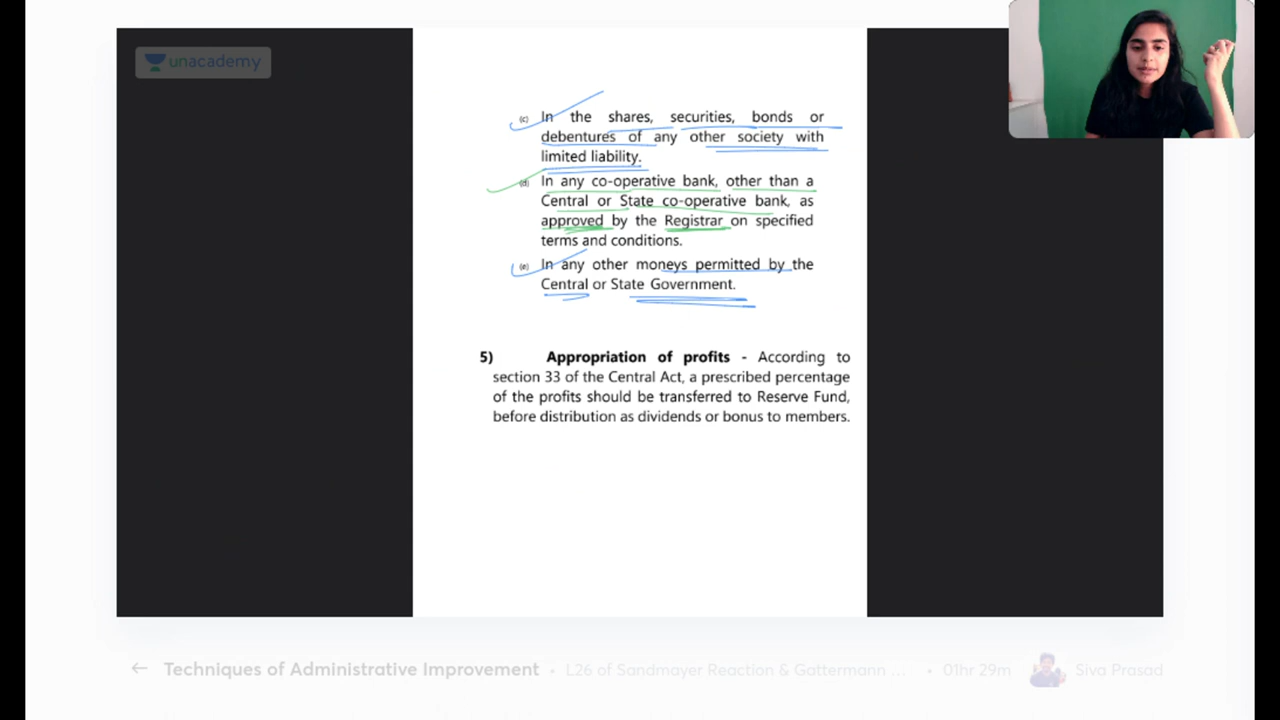 unacademy
(c) In the shares, securities, bonds or
debentures of any other society with
limited liability.
(d) In any co-operative bank, other than a
Central or State co-operative bank, as
approved by the Registrar on specified
terms and conditions.
(e) In any other moneys permitted by the
Central or State Government.
5) Appropriation of profits - According to
section 33 of the Central Act, a prescribed percentage
of the profits should be transferred to Reserve Fund,
before distribution as dividends or bonus to members.
← Techniques of Administrative Improvement • L26 of Sandmayer Reaction & Gattermann ... • 01hr 29m Siva Prasad